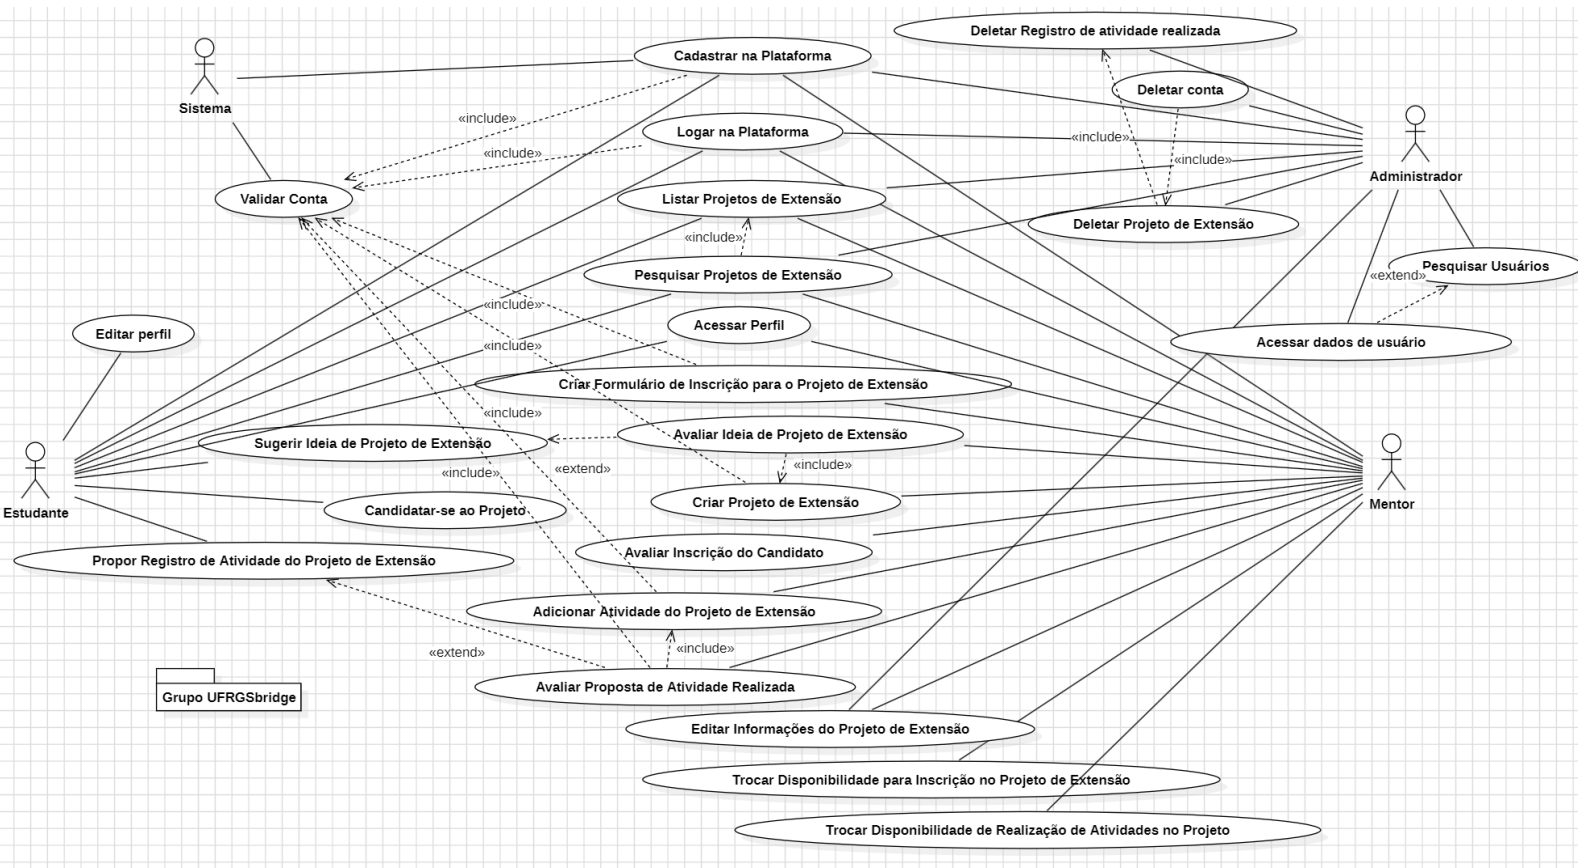 Deletar Registro de atividade realizada
Cadastrar na Plataforma
Deletar conta
Sistema
«include»
Logar na Plataforma
«include»
«include»
«include»
Administrador
Validar Conta
Listar Projetos de Extensão
Deletar Projeto de Extensão
«include»
Pesquisar Projetos de Extensão
«extend»
Pesquisar Usuários
«include»
Editar perfil
Acessar Perfil
«include»
Acessar dados de usuário
Criar Formulário de Inscrição para o Projeto de Extensão
«include»
Sugerir Ideia de Projeto de Extensão
Avaliar Ideia de Projeto de Extensão
«include»
«extend»
«include»
Criar Projeto de Extensão
Mentor
Estudante
Candidatar-se ao Projeto
Avaliar Inscrição do Candidato
Propor Registro de Atividade do Projeto de Extensão
Adicionar Atividade do Projeto de Extensão
«extend»
«include»
Avaliar Proposta de Atividade Realizada
Grupo UFRGSbridge
Editar Informações do Projeto de Extensão
Trocar Disponibilidade para Inscrição no Projeto de Extensão
Trocar Disponibilidade de Realização de Atividades no Projeto